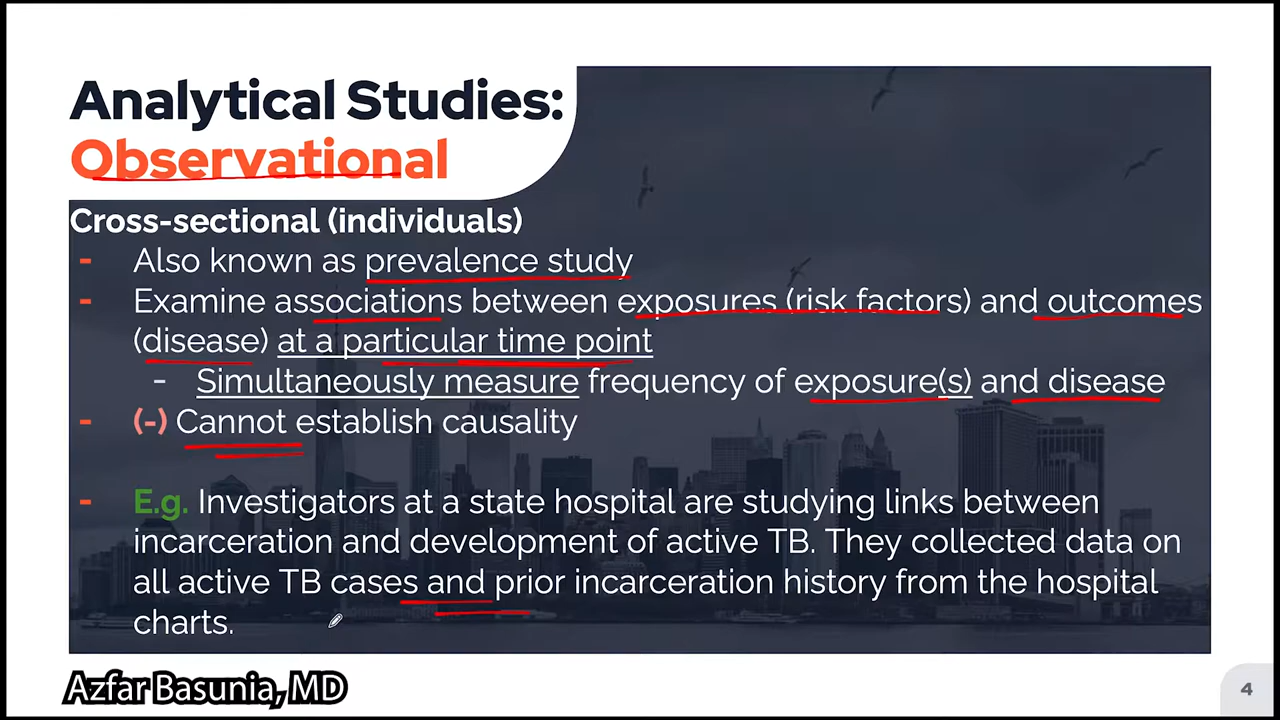 Analytical Studies:
Observational
Cross-sectional (individuals)
- Also known as prevalence study
- Examine associations between exposures (risk factors) and outcomes
(disease) at a particular time point
- Simultaneously measure frequency of exposure(s) and disease
- (-) Cannot establish causality
- E.g. Investigators at a state hospital are studying links between
incarceration and development of active TB. They collected data on
all active TB cases and prior incarceration history from the hospital
charts.
Azfar Basunia, MD
4